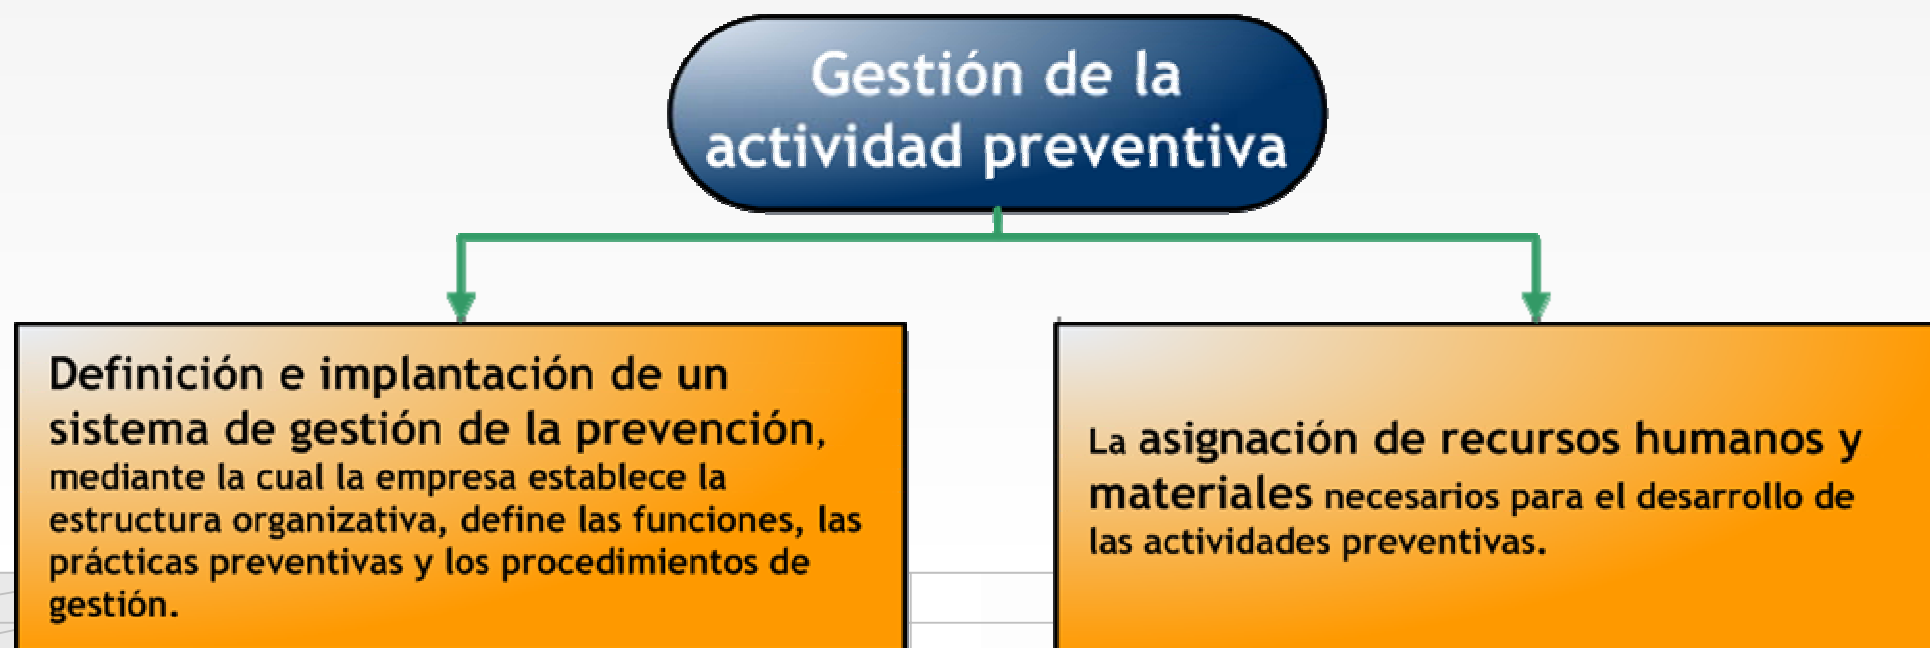 Gestión de la
actividad preventiva
Definición e implantación de un
sistema de gestión de la prevención,
mediante la cual la empresa establece la
estructura organizativa, define las funciones, las
prácticas preventivas y los procedimientos de
gestión.
La asignación de recursos humanos y
materiales necesarios para el desarrollo de
las actividades preventivas.